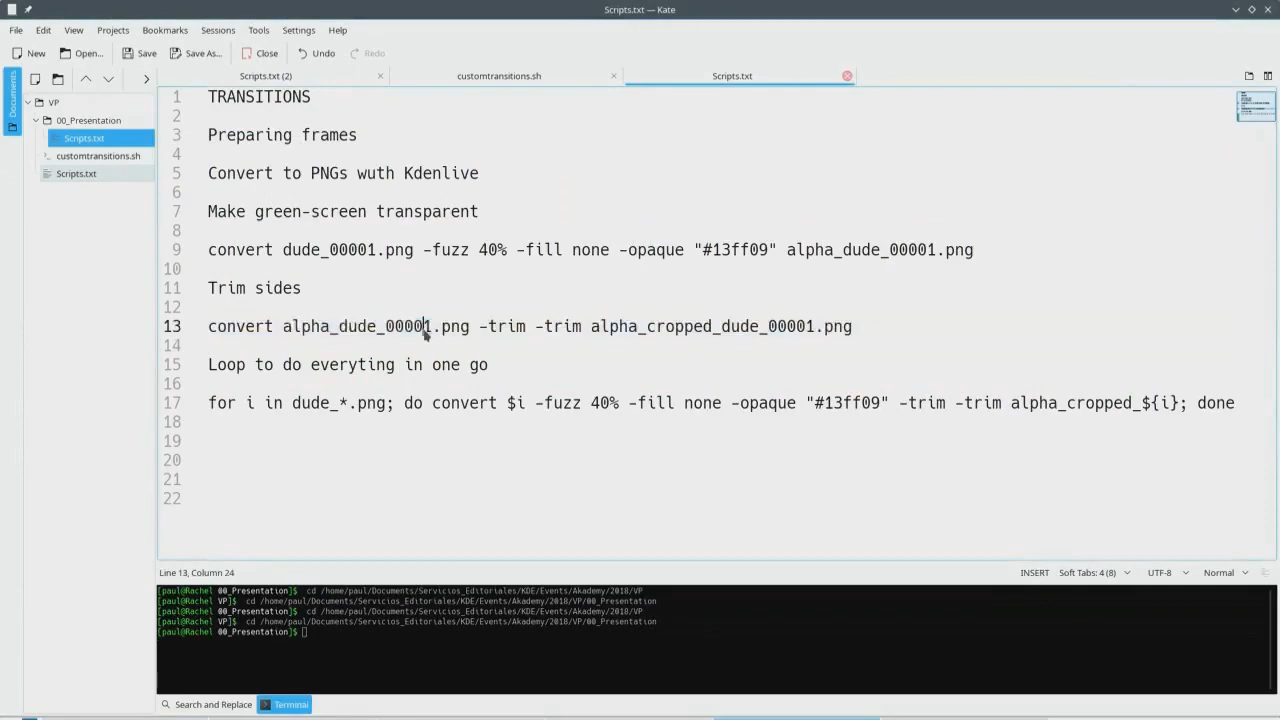 Scripts.txt — Kate
File Edit View Projects Bookmarks Sessions Tools Settings Help
New Open... Save Save As... Close Undo Redo
Documents
Scripts.txt (2) customtransitions.sh Scripts.txt
VP
00_Presentation
Scripts.txt
customtransitions.sh
Scripts.txt
1 TRANSITIONS
2
3 Preparing frames
4
5 Convert to PNGs wuth Kdenlive
6
7 Make green-screen transparent
8
9 convert dude_00001.png -fuzz 40% -fill none -opaque "#13ff09" alpha_dude_00001.png
10
11 Trim sides
12
13 convert alpha_dude_00001.png -trim -trim alpha_cropped_dude_00001.png
14
15 Loop to do everyting in one go
16
17 for i in dude_*.png; do convert $i -fuzz 40% -fill none -opaque "#13ff09" -trim -trim alpha_cropped_${i}; done
18
19
20
21
22
Line 13, Column 24 INSERT Soft Tabs: 4 (8) UTF-8 Normal
[paul@Rachel 00_Presentation]$ cd /home/paul/Documents/Servicios_Editoriales/KDE/Events/Akademy/2018/VP
[paul@Rachel VP]$ cd /home/paul/Documents/Servicios_Editoriales/KDE/Events/Akademy/2018/VP/00_Presentation
[paul@Rachel 00_Presentation]$ cd /home/paul/Documents/Servicios_Editoriales/KDE/Events/Akademy/2018/VP
[paul@Rachel VP]$ cd /home/paul/Documents/Servicios_Editoriales/KDE/Events/Akademy/2018/VP/00_Presentation
[paul@Rachel 00_Presentation]$
Search and Replace Terminal